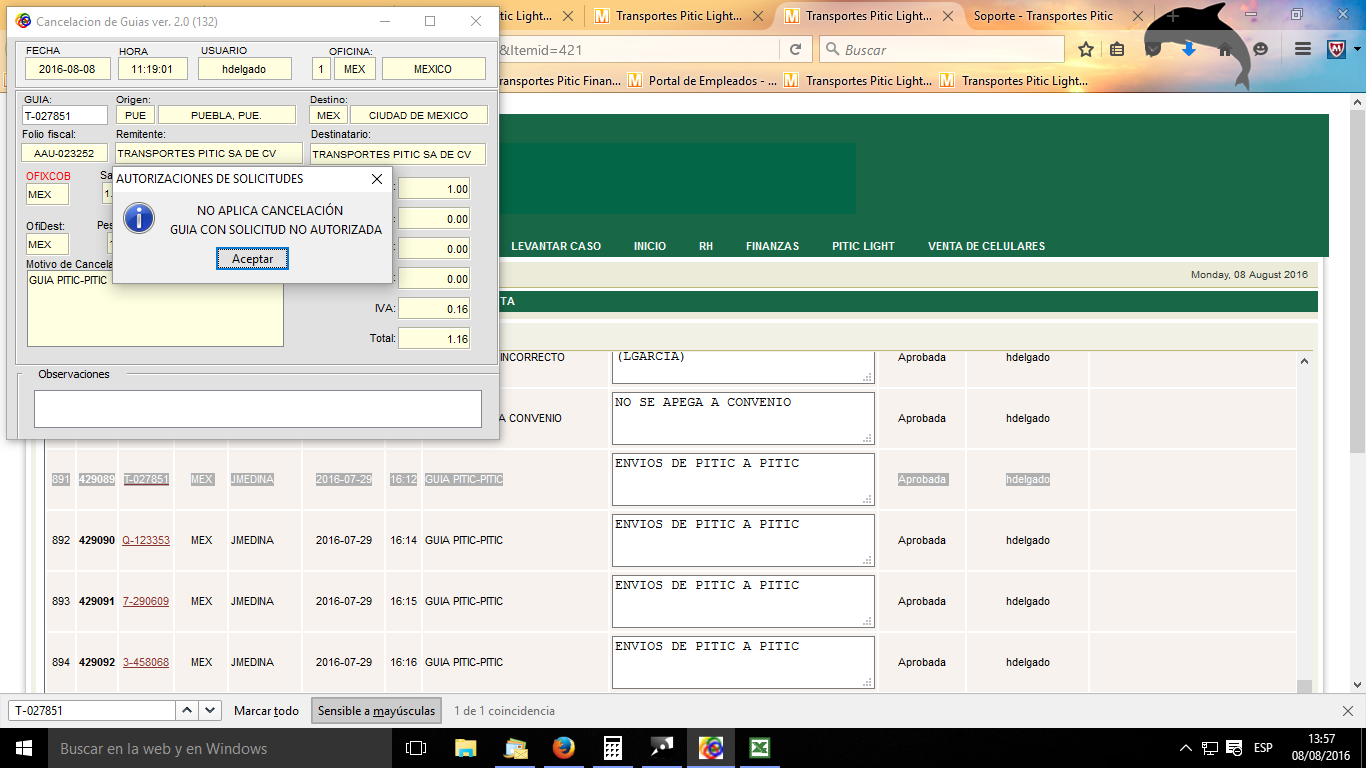 Cancelacion de Guias ver. 2.0 (132)
tic Light...
Transportes Pitic Light...
Transportes Pitic Light...
Soporte - Transportes Pitic
&Itemid=421
Buscar
ransportes Pitic Finan...
Portal de Empleados - ...
Transportes Pitic Light...
Transportes Pitic Light...
FECHA
HORA
USUARIO
OFICINA:
2016-08-08
11:19:01
hdelgado
1
MEX
MEXICO
GUIA:
Origen:
Destino:
T-027851
PUE
PUEBLA, PUE.
MEX
CIUDAD DE MEXICO
Folio fiscal:
Remitente:
Destinatario:
AAU-023252
TRANSPORTES PITIC SA DE CV
TRANSPORTES PITIC SA DE CV
OFIXCOB
MEX
OfiDest:
Pes
MEX
Motivo de Cancela
GUIA PITIC-PITIC
AUTORIZACIONES DE SOLICITUDES
NO APLICA CANCELACIÓN
GUIA CON SOLICITUD NO AUTORIZADA
Aceptar
1.00
0.00
0.00
0.00
IVA: 0.16
Total: 1.16
Observaciones
LEVANTAR CASO
INICIO
RH
FINANZAS
PITIC LIGHT
VENTA DE CELULARES
Monday, 08 August 2016
TA
INCORRECTO (LGARCIA) Aprobada hdelgado
A CONVENIO NO SE APEGA A CONVENIO Aprobada hdelgado
891 429089 T-027851 MEX JMEDINA 2016-07-29 16:12 GUIA PITIC-PITIC ENVIOS DE PITIC A PITIC Aprobada hdelgado
892 429090 Q-123353 MEX JMEDINA 2016-07-29 16:14 GUIA PITIC-PITIC ENVIOS DE PITIC A PITIC Aprobada hdelgado
893 429091 7-290609 MEX JMEDINA 2016-07-29 16:15 GUIA PITIC-PITIC ENVIOS DE PITIC A PITIC Aprobada hdelgado
894 429092 3-458068 MEX JMEDINA 2016-07-29 16:16 GUIA PITIC-PITIC ENVIOS DE PITIC A PITIC Aprobada hdelgado
T-027851
Marcar todo
Sensible a mayúsculas
1 de 1 coincidencia
Buscar en la web y en Windows
ESP
13:57
08/08/2016